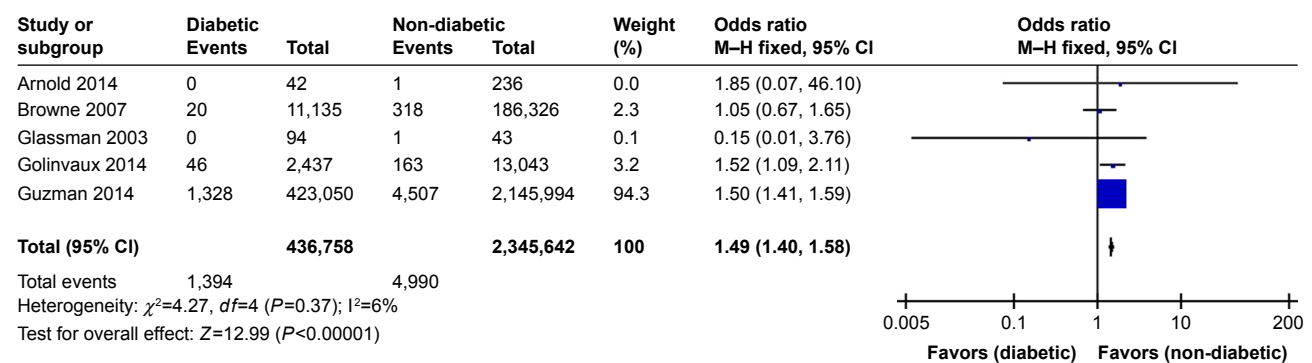 Study or Diabetic Non-diabetic Weight Odds ratio Odds ratio
subgroup Events Total Events Total (%) M–H fixed, 95% CI M–H fixed, 95% CI
Arnold 2014 0 42 1 236 0.0 1.85 (0.07, 46.10)
Browne 2007 20 11,135 318 186,326 2.3 1.05 (0.67, 1.65)
Glassman 2003 0 94 1 43 0.1 0.15 (0.01, 3.76)
Golinvaux 2014 46 2,437 163 13,043 3.2 1.52 (1.09, 2.11)
Guzman 2014 1,328 423,050 4,507 2,145,994 94.3 1.50 (1.41, 1.59)
Total (95% CI) 436,758 2,345,642 100 1.49 (1.40, 1.58)
Total events 1,394 4,990
Heterogeneity: χ²=4.27, df=4 (P=0.37); I²=6%
Test for overall effect: Z=12.99 (P<0.00001)
0.005 0.1 1 10 200
Favors (diabetic) Favors (non-diabetic)